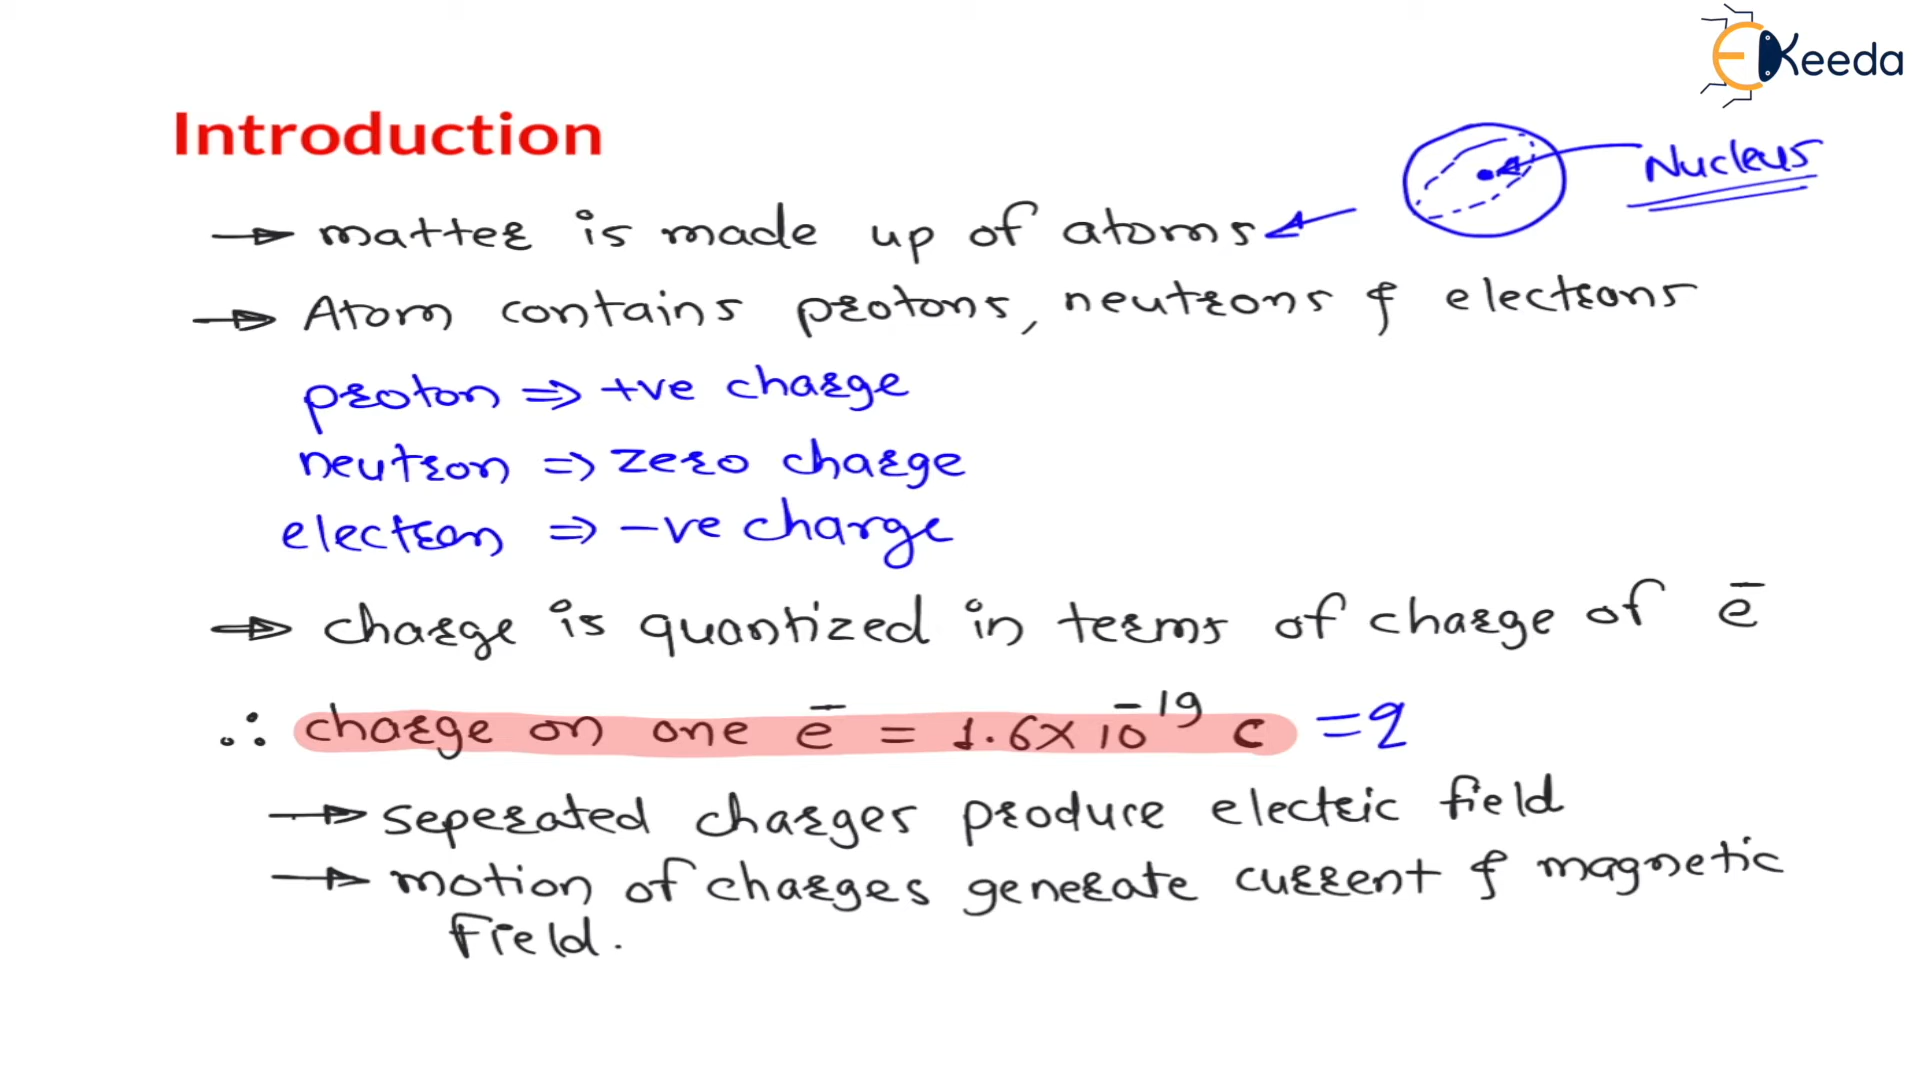 EKeeda
Introduction
Nucleus
→ matter is made up of atoms
→ Atom contains protons, neutrons & electrons
proton ⇒ +ve charge
neutron ⇒ zero charge
electron ⇒ -ve charge
→ charge is quantized in terms of charge of e⁻
∴ charge on one e⁻ = 1.6 x 10⁻¹⁹ C = q
→ seperated charges produce electric field
→ motion of charges generate current & magnetic
field.